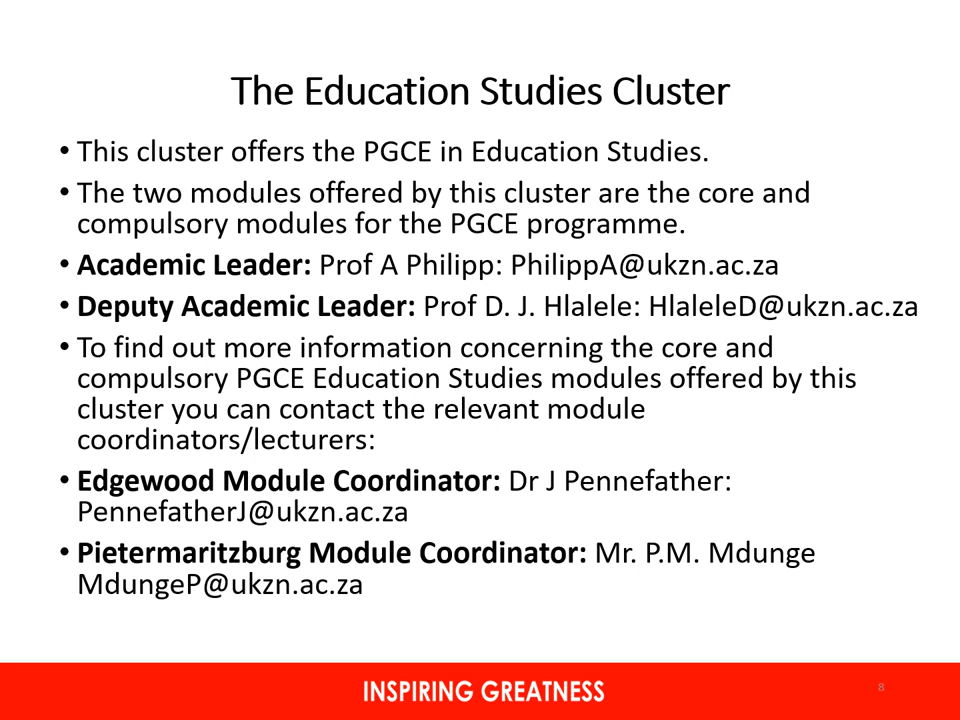 The Education Studies Cluster
• This cluster offers the PGCE in Education Studies.
• The two modules offered by this cluster are the core and
compulsory modules for the PGCE programme.
• Academic Leader: Prof A Philipp: PhilippA@ukzn.ac.za
• Deputy Academic Leader: Prof D. J. Hlalele: HlaleleD@ukzn.ac.za
• To find out more information concerning the core and
compulsory PGCE Education Studies modules offered by this
cluster you can contact the relevant module
coordinators/lecturers:
• Edgewood Module Coordinator: Dr J Pennefather:
PennefatherJ@ukzn.ac.za
• Pietermaritzburg Module Coordinator: Mr. P.M. Mdunge
MdungeP@ukzn.ac.za
INSPIRING GREATNESS
8